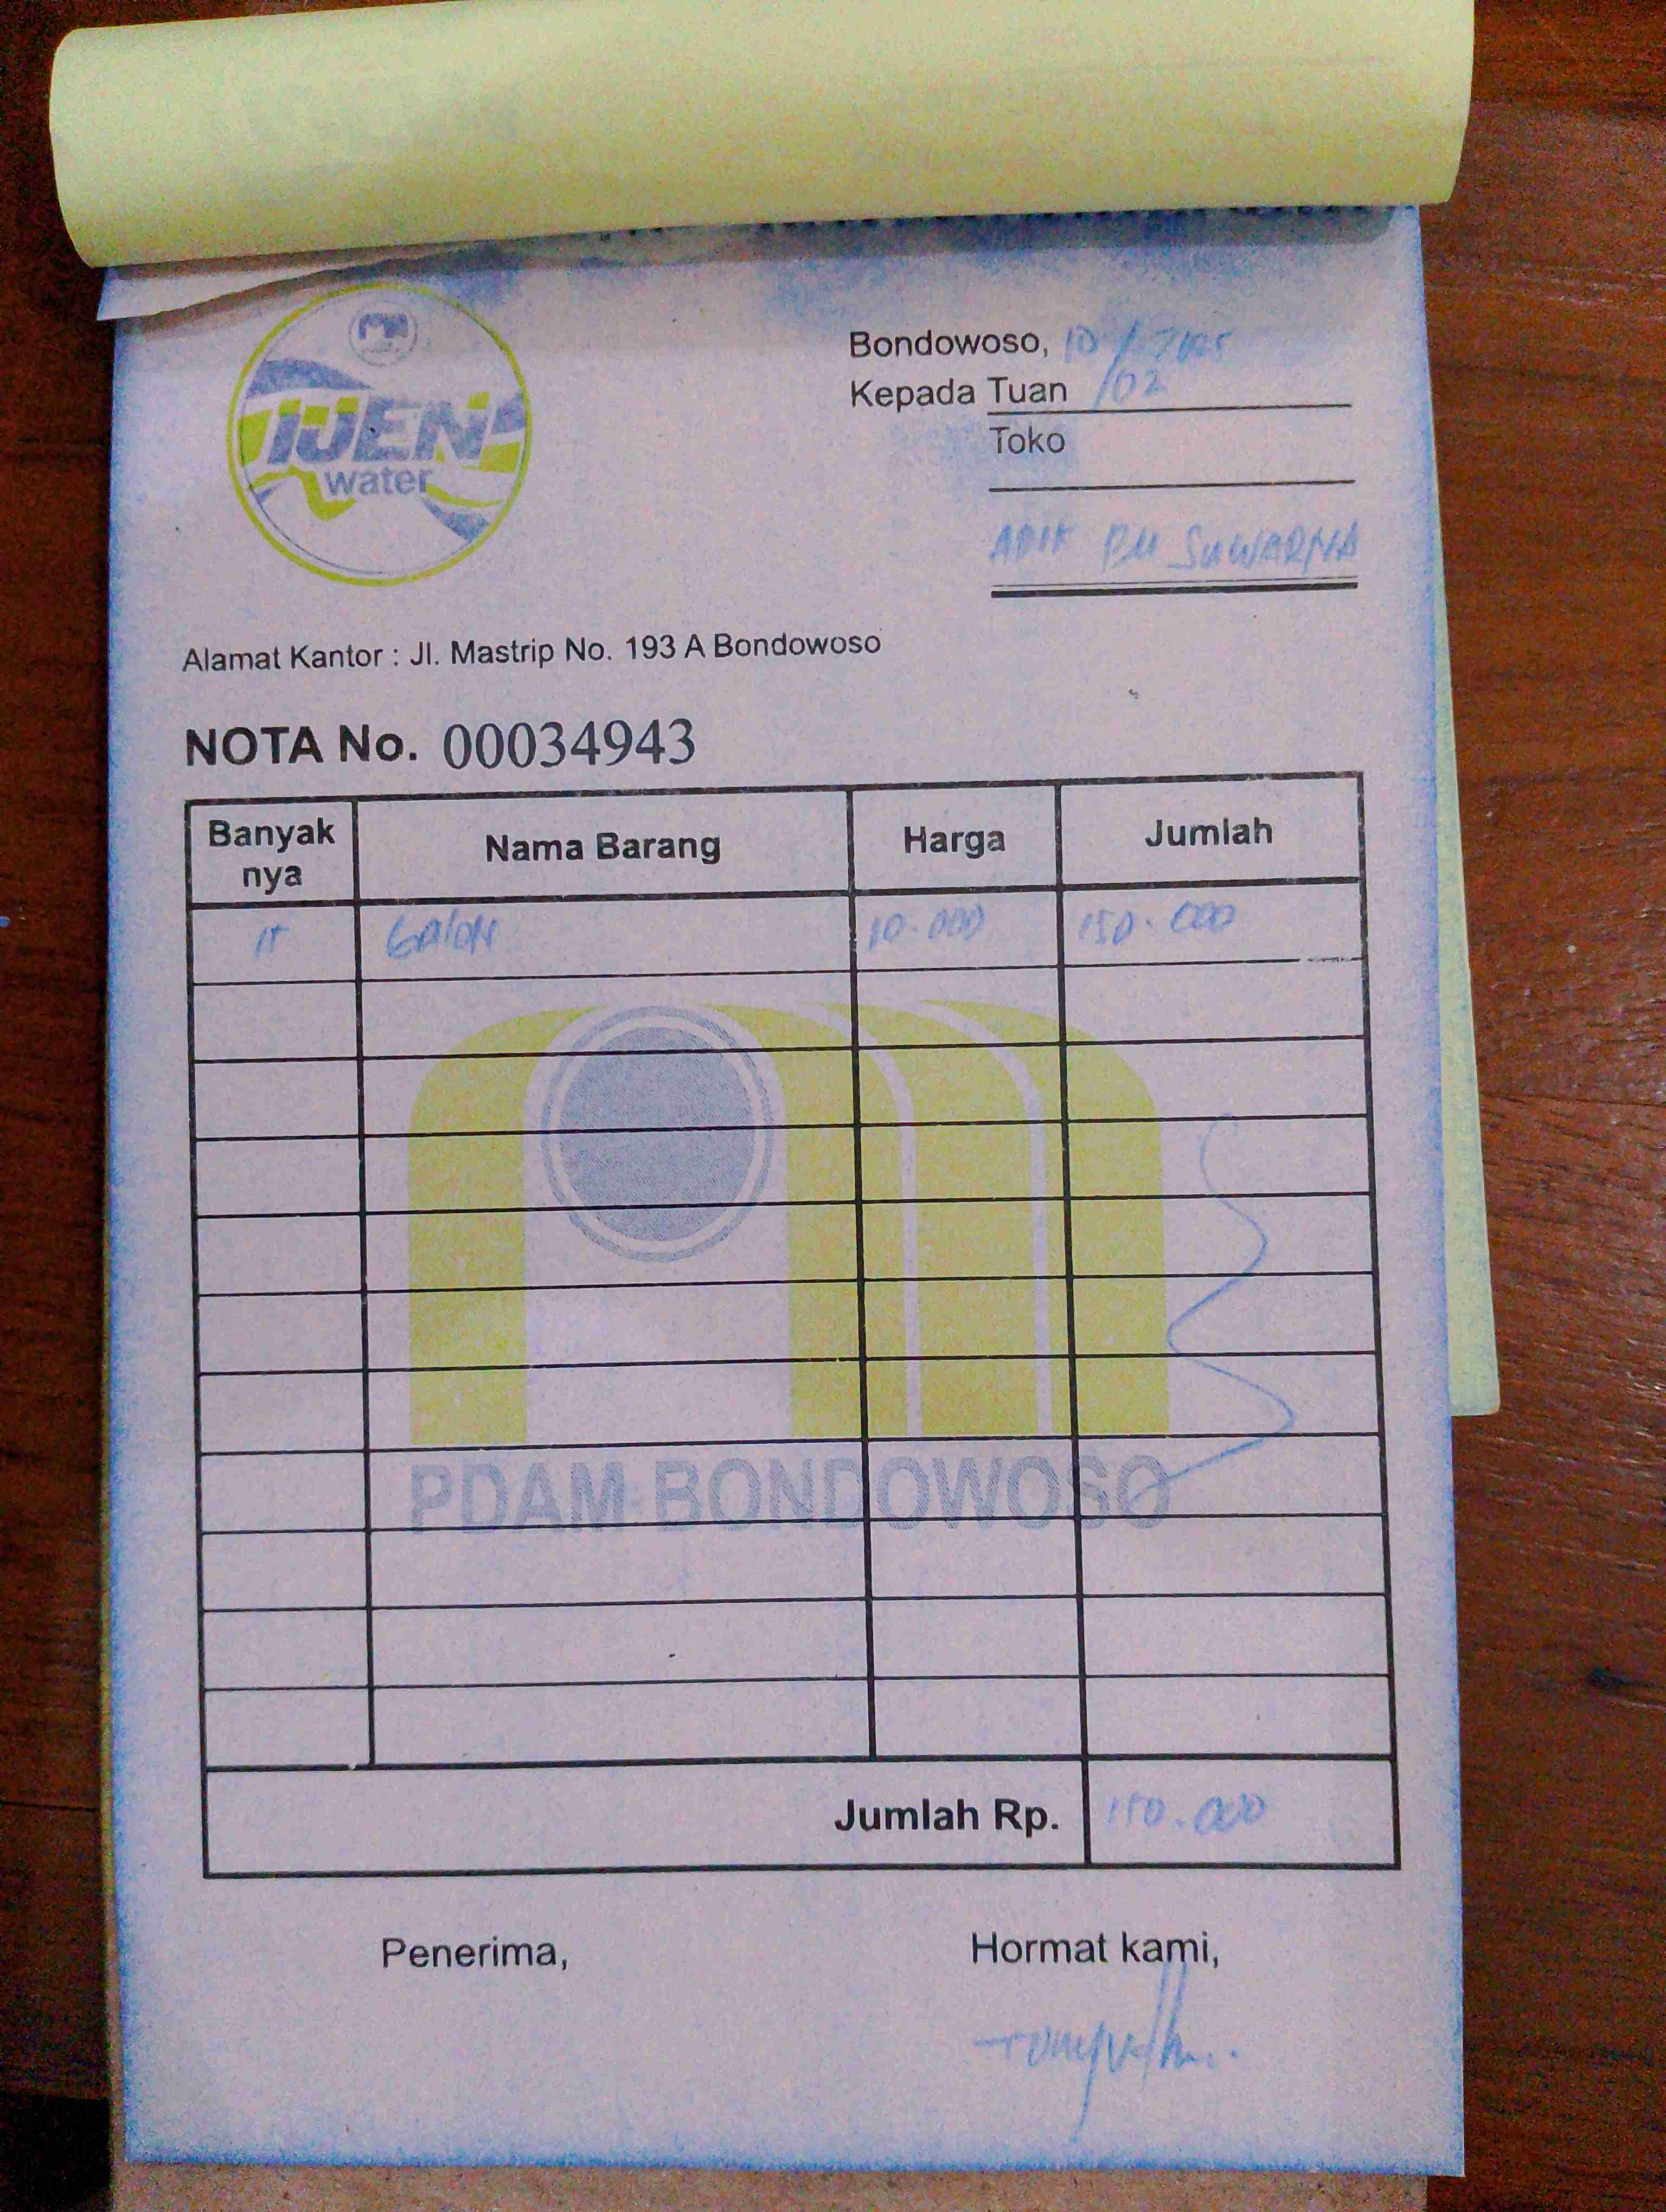 IJEN
water
Bondowoso, 10/02/2025
Kepada Tuan
Toko
ADIK BU SUWARNA
Alamat Kantor : Jl. Mastrip No. 193 A Bondowoso
NOTA No. 00034943
Banyak nya Nama Barang Harga Jumlah
15 GALON 10.000 150.000
PDAM BONDOWOSO
Jumlah Rp. 150.000
Penerima, Hormat kami,